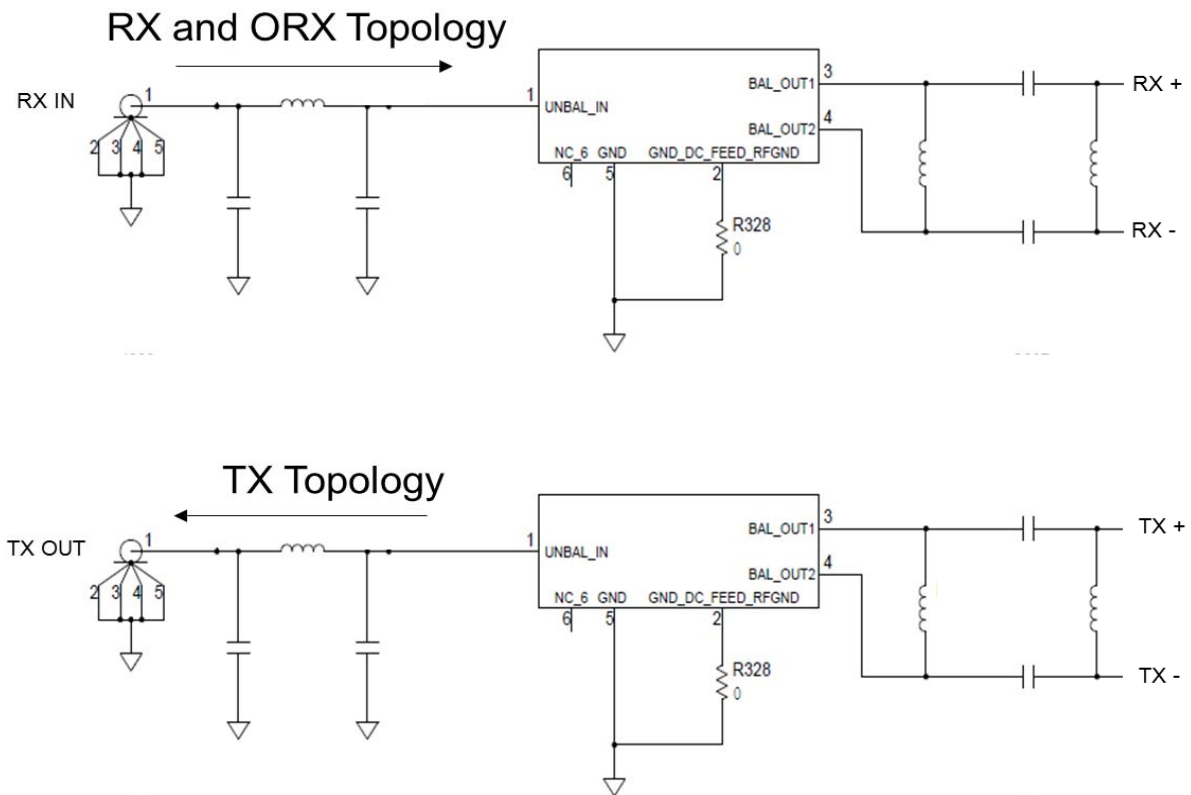 RX and ORX Topology
RX IN
1
2 3 4 5
1
UNBAL_IN
BAL_OUT1
3
BAL_OUT2
4
NC_6 GND GND_DC_FEED_RFGND
6 5 2
R328
0
RX +
RX -
TX Topology
TX OUT
1
2 3 4 5
1
UNBAL_IN
BAL_OUT1
3
BAL_OUT2
4
NC_6 GND GND_DC_FEED_RFGND
6 5 2
R328
0
TX +
TX -